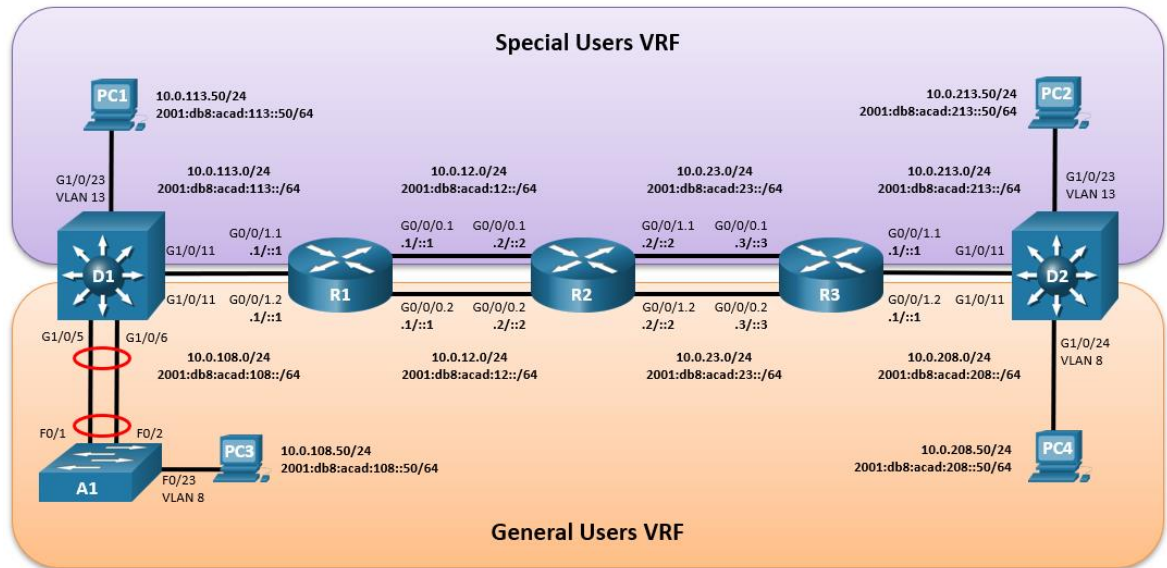 Special Users VRF
PC1
10.0.113.50/24
2001:db8:acad:113::50/64
PC2
10.0.213.50/24
2001:db8:acad:213::50/64
G1/0/23
VLAN 13
10.0.113.0/24
2001:db8:acad:113::/64
10.0.12.0/24
2001:db8:acad:12::/64
10.0.23.0/24
2001:db8:acad:23::/64
10.0.213.0/24
2001:db8:acad:213::/64
G1/0/23
VLAN 13
D1
G1/0/11
G0/0/1.1
.1/::1
R1
G0/0/0.1
.1/::1
G0/0/0.1
.2/::2
R2
G0/0/1.1
.2/::2
G0/0/0.1
.3/::3
R3
G0/0/1.1
.1/::1
G1/0/11
D2
G1/0/11
G0/0/1.2
.1/::1
G0/0/0.2
.1/::1
G0/0/0.2
.2/::2
G0/0/1.2
.2/::2
G0/0/0.2
.3/::3
G0/0/1.2
.1/::1
G1/0/11
G1/0/5
G1/0/6
10.0.108.0/24
2001:db8:acad:108::/64
10.0.12.0/24
2001:db8:acad:12::/64
10.0.23.0/24
2001:db8:acad:23::/64
10.0.208.0/24
2001:db8:acad:208::/64
G1/0/24
VLAN 8
F0/1
F0/2
A1
F0/23
VLAN 8
PC3
10.0.108.50/24
2001:db8:acad:108::50/64
10.0.208.50/24
2001:db8:acad:208::50/64
PC4
General Users VRF